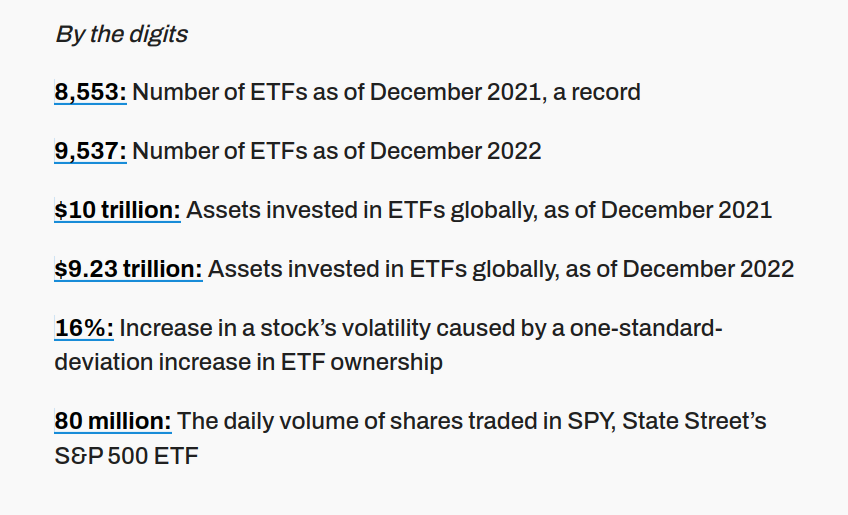 By the digits
8,553: Number of ETFs as of December 2021, a record
9,537: Number of ETFs as of December 2022
$10 trillion: Assets invested in ETFs globally, as of December 2021
$9.23 trillion: Assets invested in ETFs globally, as of December 2022
16%: Increase in a stock’s volatility caused by a one-standard-
deviation increase in ETF ownership
80 million: The daily volume of shares traded in SPY, State Street’s
S&P 500 ETF